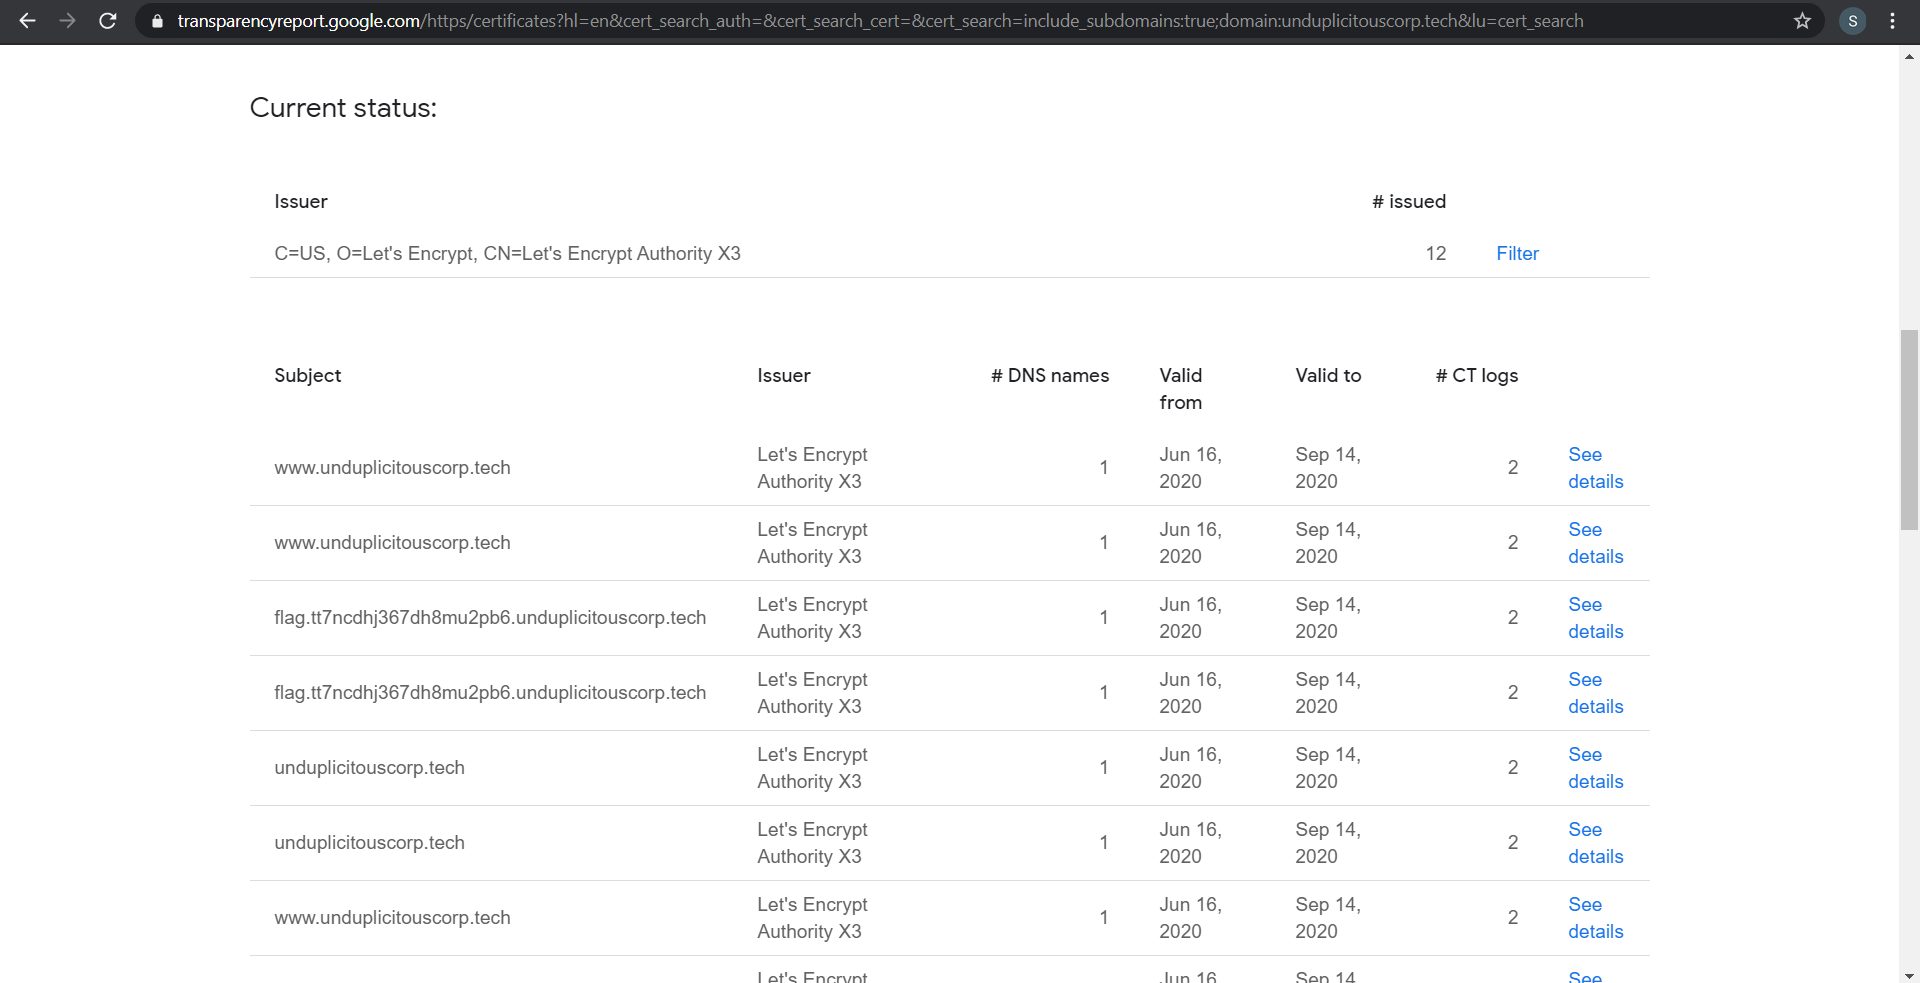 transparencyreport.google.com/https/certificates?hl=en&cert_search_auth=&cert_search_cert=&cert_search=include_subdomains:true;domain:unduplicitouscorp.tech&lu=cert_search
S
Current status:
Issuer # issued
C=US, O=Let's Encrypt, CN=Let's Encrypt Authority X3 12 Filter
Subject Issuer # DNS names Valid Valid to # CT logs
from
Let's Encrypt Jun 16, Sep 14, See
www.unduplicitouscorp.tech 1 2
Authority X3 2020 2020 details
Let's Encrypt Jun 16, Sep 14, See
www.unduplicitouscorp.tech 1 2
Authority X3 2020 2020 details
Let's Encrypt Jun 16, Sep 14, See
flag.tt7ncdhj367dh8mu2pb6.unduplicitouscorp.tech 1 2
Authority X3 2020 2020 details
Let's Encrypt Jun 16, Sep 14, See
flag.tt7ncdhj367dh8mu2pb6.unduplicitouscorp.tech 1 2
Authority X3 2020 2020 details
Let's Encrypt Jun 16, Sep 14, See
unduplicitouscorp.tech 1 2
Authority X3 2020 2020 details
Let's Encrypt Jun 16, Sep 14, See
unduplicitouscorp.tech 1 2
Authority X3 2020 2020 details
Let's Encrypt Jun 16, Sep 14, See
www.unduplicitouscorp.tech 1 2
Authority X3 2020 2020 details
Let's Encrypt Jun 16 Sep 14 See